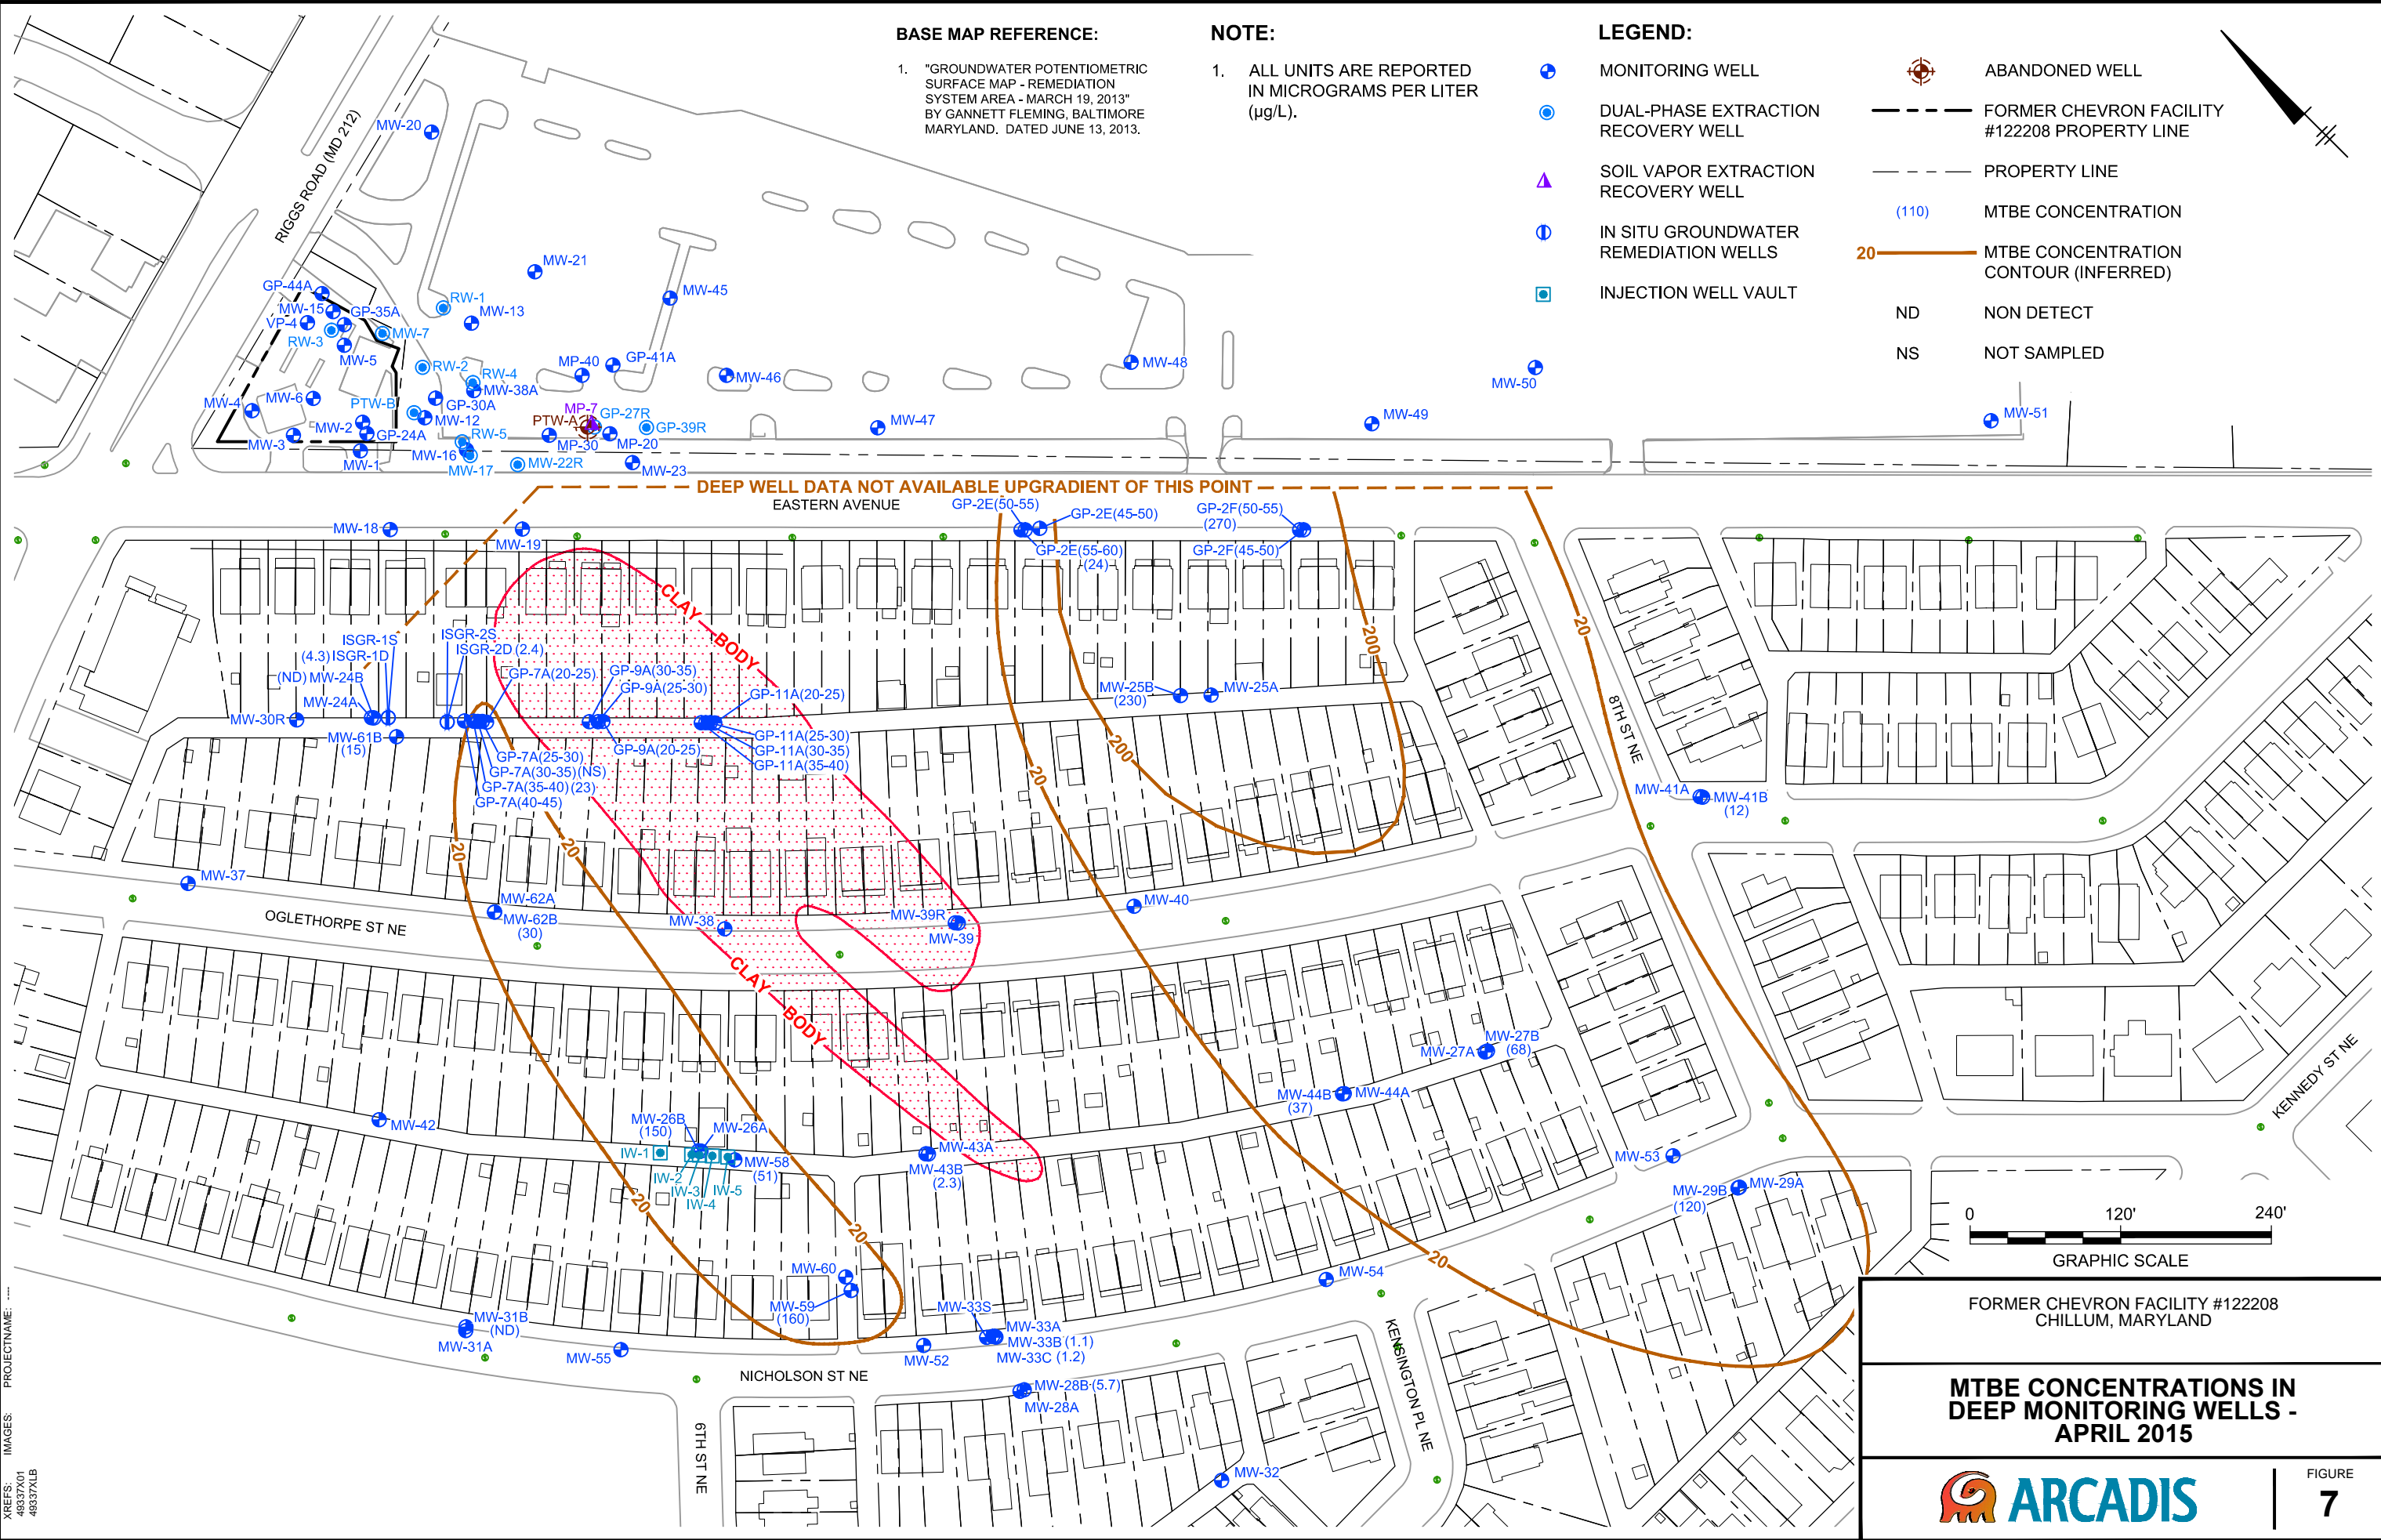 BASE MAP REFERENCE:
1. "GROUNDWATER POTENTIOMETRIC
SURFACE MAP - REMEDIATION
SYSTEM AREA - MARCH 19, 2013"
BY GANNETT FLEMING, BALTIMORE
MARYLAND. DATED JUNE 13, 2013.
NOTE:
1. ALL UNITS ARE REPORTED
IN MICROGRAMS PER LITER
(µg/L).
LEGEND:
MONITORING WELL
DUAL-PHASE EXTRACTION
RECOVERY WELL
SOIL VAPOR EXTRACTION
RECOVERY WELL
IN SITU GROUNDWATER
REMEDIATION WELLS
INJECTION WELL VAULT
ABANDONED WELL
FORMER CHEVRON FACILITY
#122208 PROPERTY LINE
PROPERTY LINE
(110) MTBE CONCENTRATION
20 MTBE CONCENTRATION
CONTOUR (INFERRED)
ND NON DETECT
NS NOT SAMPLED
RIGGS ROAD (MD 212)
MW-20
MW-21
MW-45
GP-44A
MW-15
GP-35A
VP-4
RW-3
MW-5
MW-7
RW-1
MW-13
RW-2
RW-4
MW-38A
GP-30A
MP-40
GP-41A
MW-46
MW-48
MW-50
MW-4
MW-6
PTW-B
MW-12
MW-2
GP-24A
MW-3
MW-1
RW-5
MW-16
MW-17
MW-22R
PTW-A
MP-7
GP-27R
GP-39R
MP-30
MP-20
MW-23
MW-47
MW-49
MW-51
DEEP WELL DATA NOT AVAILABLE UPGRADIENT OF THIS POINT
EASTERN AVENUE
MW-18
MW-19
GP-2E(50-55)
GP-2E(45-50)
GP-2E(55-60)
(24)
GP-2F(50-55)
(270)
GP-2F(45-50)
CLAY BODY
200
20
8TH ST NE
ISGR-1S
(4.3) ISGR-1D
(ND) MW-24B
MW-24A
MW-30R
MW-61B
(15)
ISGR-2S
ISGR-2D (2.4)
GP-7A(20-25)
GP-9A(30-35)
GP-9A(25-30)
GP-9A(20-25)
GP-11A(20-25)
GP-11A(25-30)
GP-11A(30-35)
GP-11A(35-40)
GP-7A(25-30)
GP-7A(30-35)(NS)
GP-7A(35-40)(23)
GP-7A(40-45)
MW-25B
(230)
MW-25A
200
20
20
20
MW-41A
MW-41B
(12)
MW-37
OGLETHORPE ST NE
MW-62A
MW-62B
(30)
MW-38
MW-39R
MW-39
MW-40
CLAY BODY
MW-27B
(68)
MW-27A
MW-44B
(37)
MW-44A
MW-42
MW-26B
(150)
MW-26A
IW-1
IW-2
IW-3
IW-4
IW-5
MW-58
(51)
MW-43A
MW-43B
(2.3)
MW-53
MW-29B
(120)
MW-29A
KENNEDY ST NE
20
20
20
MW-60
MW-59
(160)
MW-54
MW-31B
(ND)
MW-31A
MW-55
MW-52
MW-33S
MW-33A
MW-33B (1.1)
MW-33C (1.2)
NICHOLSON ST NE
MW-28B (5.7)
MW-28A
KENSINGTON PL NE
6TH ST NE
MW-32
0 120' 240'
GRAPHIC SCALE
FORMER CHEVRON FACILITY #122208
CHILLUM, MARYLAND
MTBE CONCENTRATIONS IN
DEEP MONITORING WELLS -
APRIL 2015
ARCADIS
FIGURE
7
XREFS: IMAGES: PROJECTNAME: ----
49337X01
49337XLB